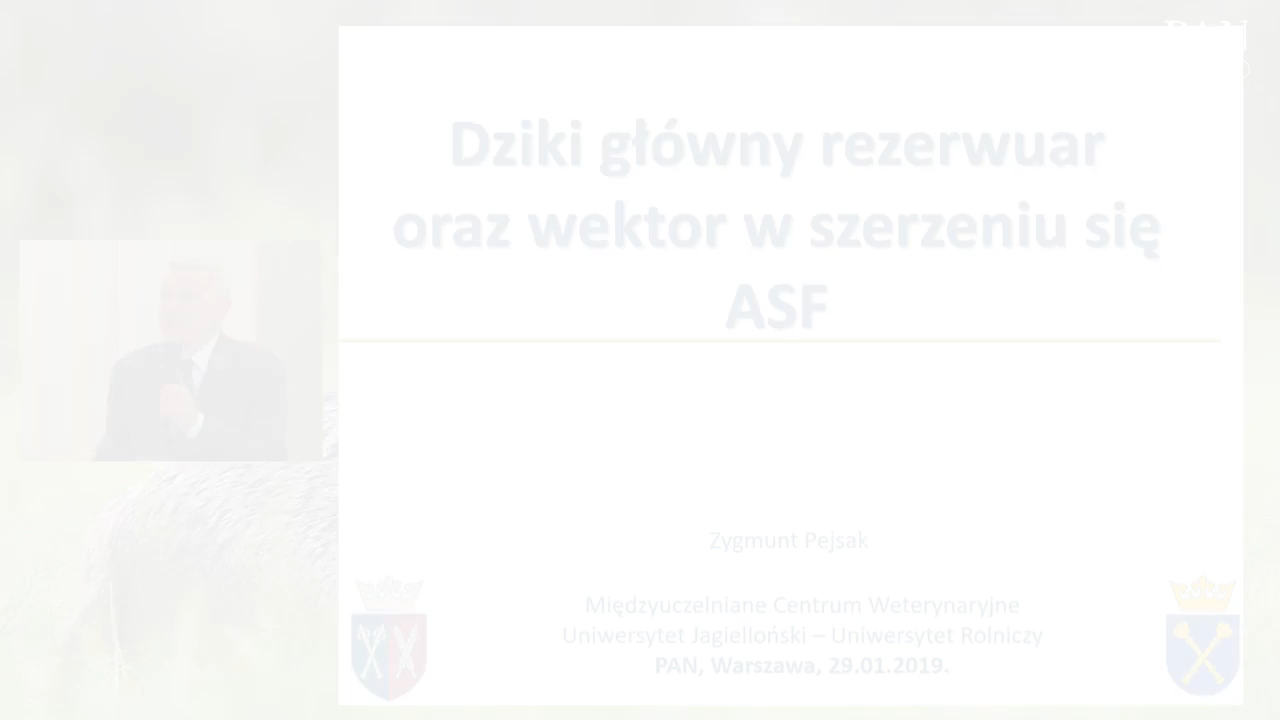 PAN
Dziki główny rezerwuar
oraz wektor w szerzeniu się
ASF
Zygmunt Pejsak
Międzyuczelniane Centrum Weterynaryjne
Uniwersytet Jagielloński – Uniwersytet Rolniczy
PAN, Warszawa, 29.01.2019.